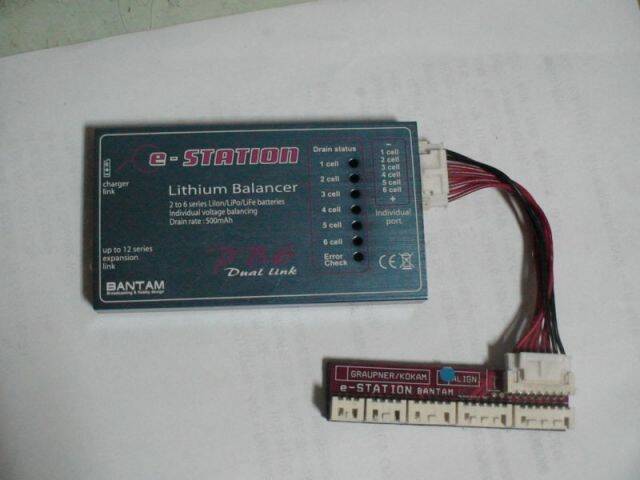 e-STATION
Lithium Balancer
2 to 6 series LiIon/LiPo/LiFe batteries
Individual voltage balancing
Drain rate : 500mAh
charger
link
up to 12 series
expansion
link
BANTAM
Dual Link
Drain status
1 cell
2 cell
3 cell
4 cell
5 cell
6 cell
Error
Check
-
1 cell
2 cell
3 cell
4 cell
5 cell
6 cell
+
Individual
port
CE
GRAUPNER/KOKAM
ALIGN
e-STATION BANTAM